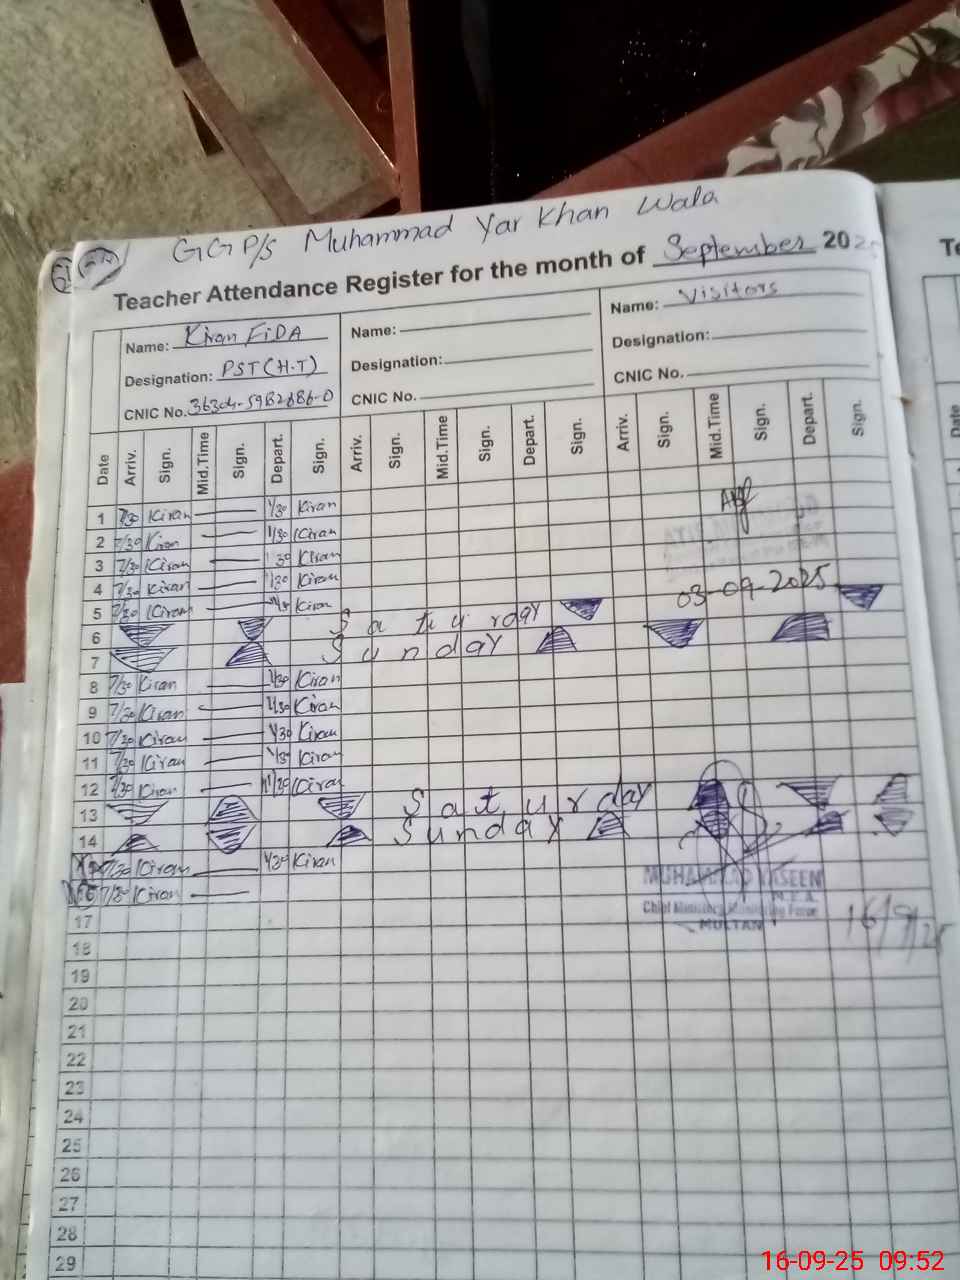 GGP/S Muhammad Yar Khan Wala
Teacher Attendance Register for the month of September 2025
Name: Kiran FiDA Name: Name: Visitors
Designation: PST (H.T) Designation: Designation:
CNIC No. CNIC No. CNIC No.
Date Arriv. Sign. Mid.Time Sign. Depart. Sign. Arriv. Sign. Mid.Time Sign. Depart. Sign. Arriv. Sign. Mid.Time Sign. Depart. Sign.
1 7/30 Kiran 1/30 Kiran
2 7/30 Kiran 1/30 Kiran
3 7/30 Kiran 1/30 Kiran
4 7/30 Kiran 1/30 Kiran 03-09-2025
5 7/30 Kiran Kiran
6 Saturday
7 Sunday
8 7/30 Kiran 1/30 Kiran
9 7/30 Kiran 1/30 Kiran
10 7/30 Kiran 1/30 Kiran
11 7/30 Kiran 1/30 Kiran
12 7/30 Kiran Kiran
13 Saturday
14 Sunday
15 7/30 Kiran 1/30 Kiran
16 7/30 Kiran
MUHAMMAD YASEEN
M.E.A.
Chief Ministers Monitoring Force
MULTAN
16/9/25
17
18
19
20
21
22
23
24
25
26
27
28
29
16-09-25 09:52